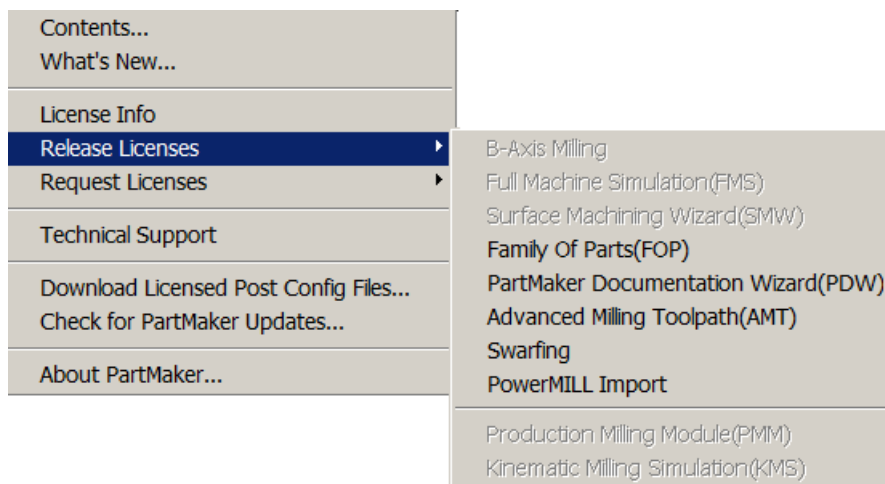 Contents...
What's New...
License Info
Release Licenses
Request Licenses
Technical Support
Download Licensed Post Config Files...
Check for PartMaker Updates...
About PartMaker...
B-Axis Milling
Full Machine Simulation(FMS)
Surface Machining Wizard(SMW)
Family Of Parts(FOP)
PartMaker Documentation Wizard(PDW)
Advanced Milling Toolpath(AMT)
Swarfing
PowerMILL Import
Production Milling Module(PMM)
Kinematic Milling Simulation(KMS)